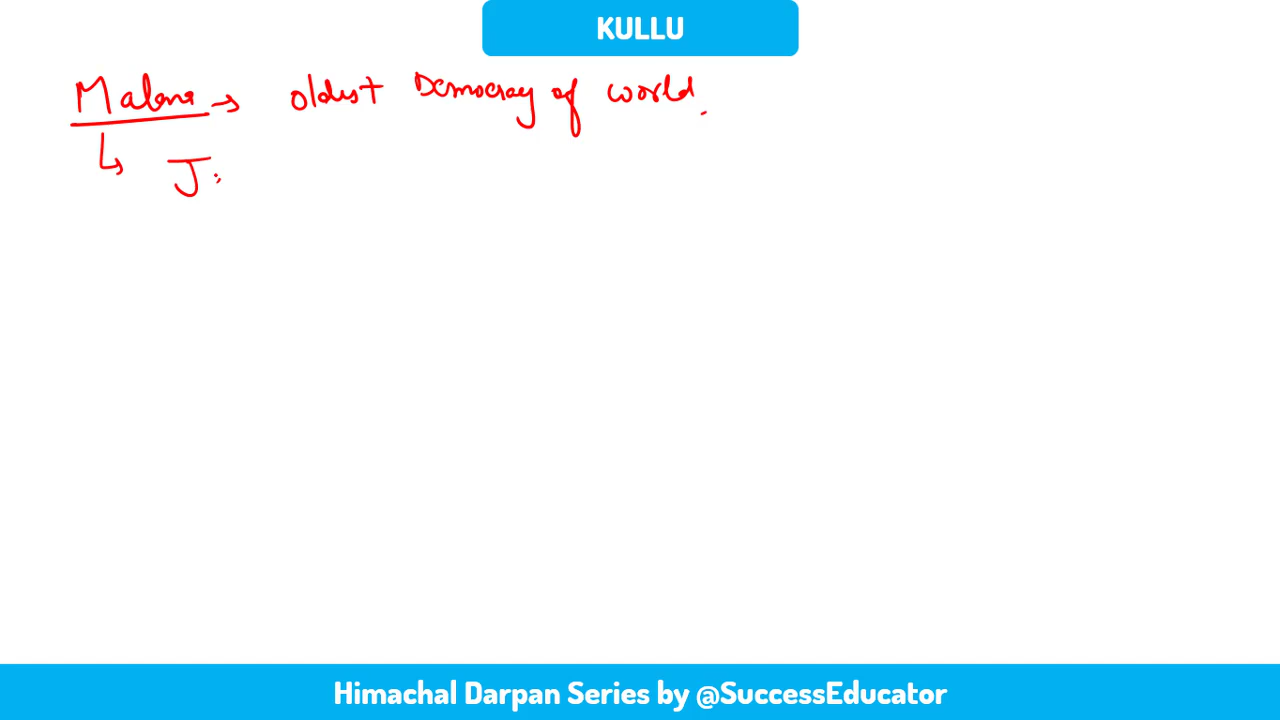 KULLU
Malana → oldest Democracy of world.
↳ J
Himachal Darpan Series by @SuccessEducator